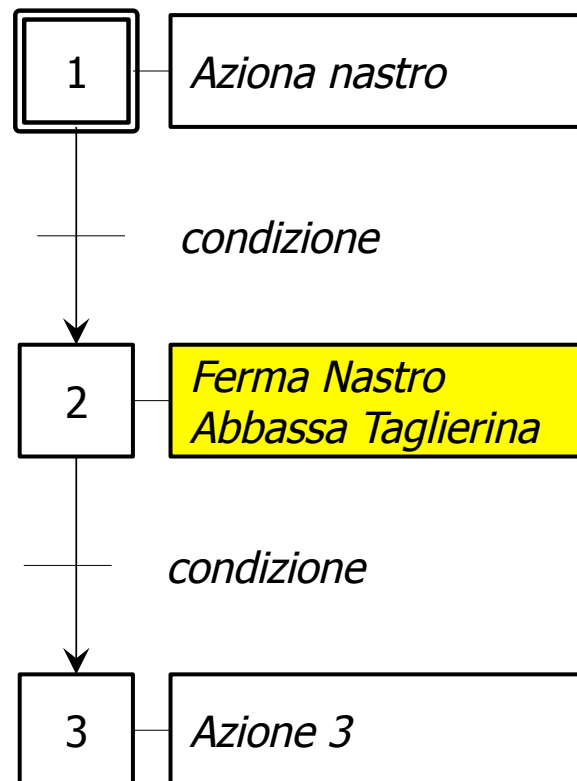 1
Aziona nastro
condizione
2
Ferma Nastro
Abbassa Taglierina
condizione
3
Azione 3